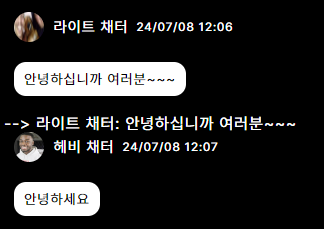 라이트 채터 24/07/08 12:06
안녕하십니까 여러분~~~
--> 라이트 채터: 안녕하십니까 여러분~~~
헤비 채터 24/07/08 12:07
안녕하세요